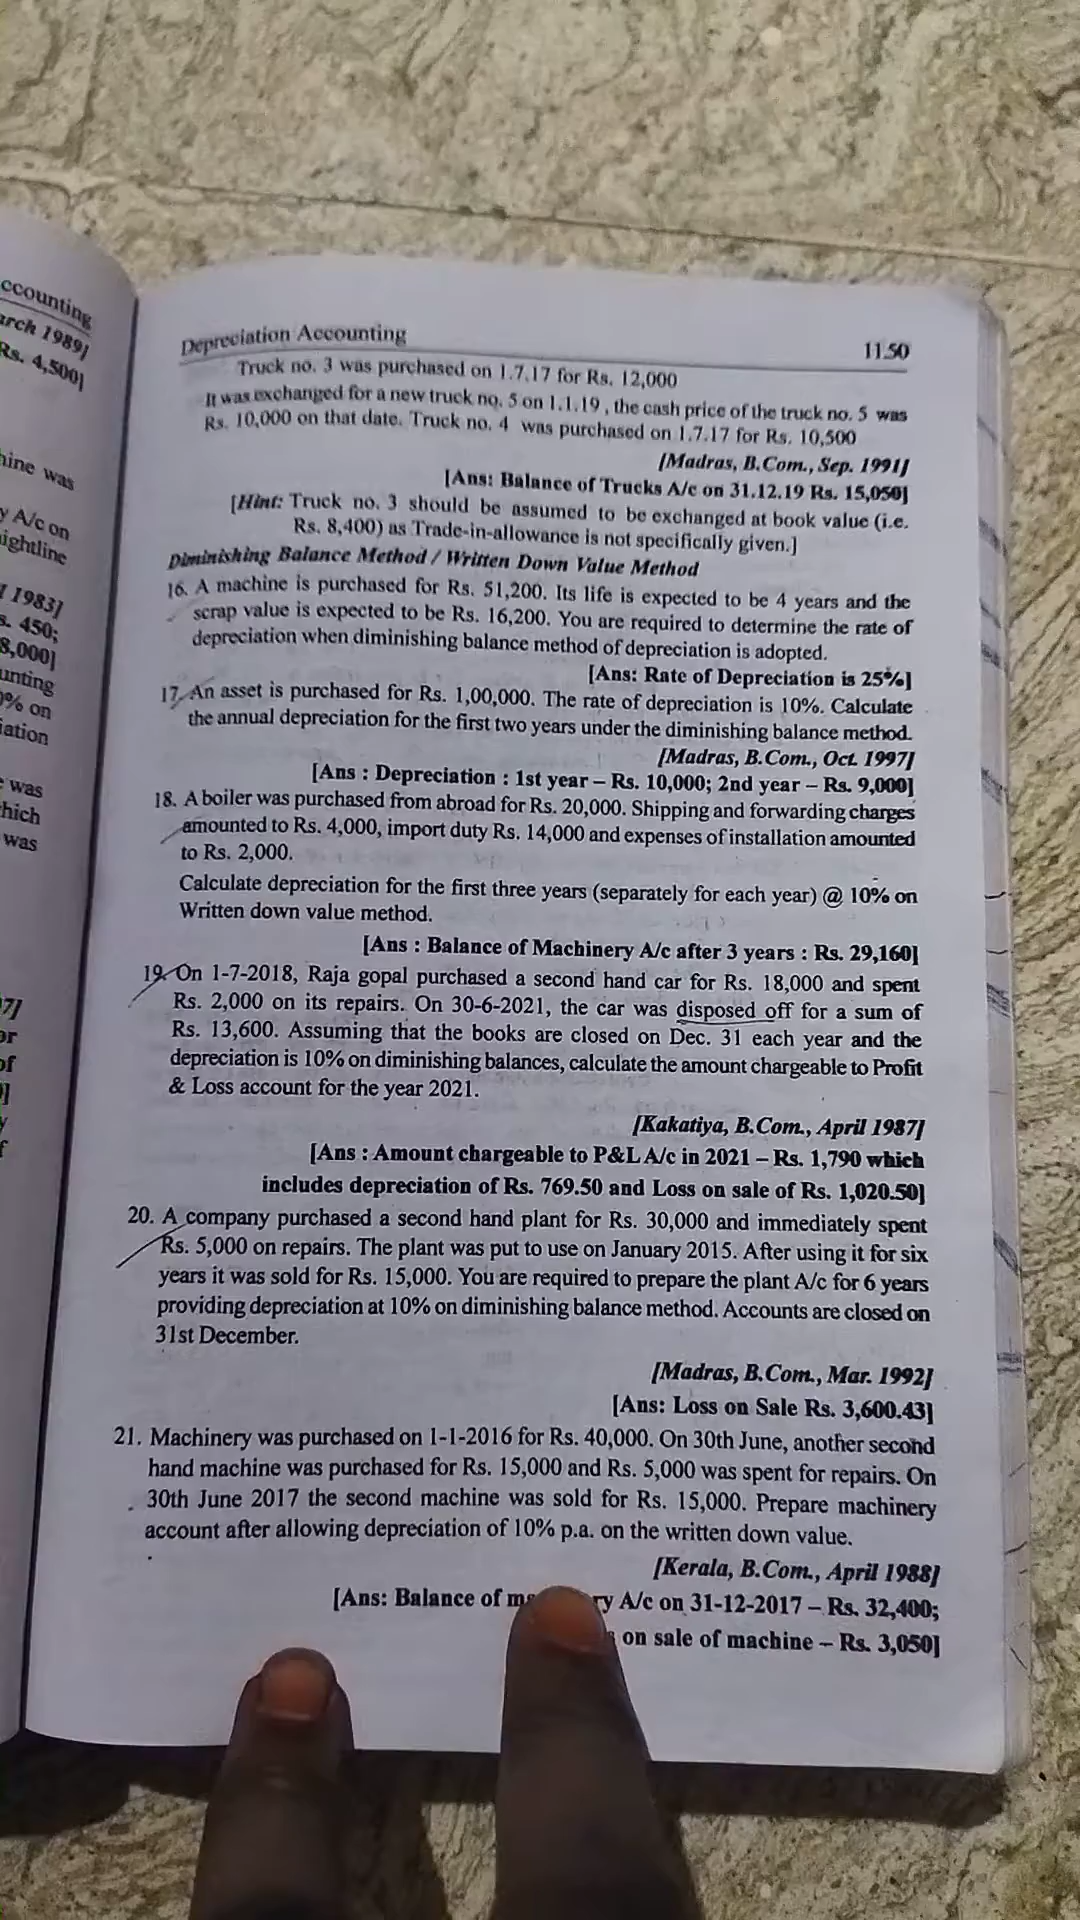 ccounting
arch 1989]
Rs. 4,500]
hine was
y A/c on
ightline
1983]
s. 450;
8,000]
unting
0% on
iation
was
hich
was
or
of
Depreciation Accounting
11.50
Truck no. 3 was purchased on 1.7.17 for Rs. 12,000
It was exchanged for a new truck no. 5 on 1.1.19, the cash price of the truck no. 5 was
Rs. 10,000 on that date. Truck no. 4 was purchased on 1.7.17 for Rs. 10,500
[Madras, B.Com., Sep. 1991]
[Ans: Balance of Trucks A/c on 31.12.19 Rs. 15,050]
[Hint: Truck no. 3 should be assumed to be exchanged at book value (i.e.
Rs. 8,400) as Trade-in-allowance is not specifically given.]
Diminishing Balance Method / Written Down Value Method
16. A machine is purchased for Rs. 51,200. Its life is expected to be 4 years and the
scrap value is expected to be Rs. 16,200. You are required to determine the rate of
depreciation when diminishing balance method of depreciation is adopted.
[Ans: Rate of Depreciation is 25%]
17. An asset is purchased for Rs. 1,00,000. The rate of depreciation is 10%. Calculate
the annual depreciation for the first two years under the diminishing balance method.
[Madras, B.Com., Oct. 1997]
[Ans : Depreciation : 1st year – Rs. 10,000; 2nd year – Rs. 9,000]
18. A boiler was purchased from abroad for Rs. 20,000. Shipping and forwarding charges
amounted to Rs. 4,000, import duty Rs. 14,000 and expenses of installation amounted
to Rs. 2,000.
Calculate depreciation for the first three years (separately for each year) @ 10% on
Written down value method.
[Ans : Balance of Machinery A/c after 3 years : Rs. 29,160]
19. On 1-7-2018, Raja gopal purchased a second hand car for Rs. 18,000 and spent
Rs. 2,000 on its repairs. On 30-6-2021, the car was disposed off for a sum of
Rs. 13,600. Assuming that the books are closed on Dec. 31 each year and the
depreciation is 10% on diminishing balances, calculate the amount chargeable to Profit
& Loss account for the year 2021.
[Kakatiya, B.Com., April 1987]
[Ans : Amount chargeable to P&L A/c in 2021 – Rs. 1,790 which
includes depreciation of Rs. 769.50 and Loss on sale of Rs. 1,020.50]
20. A company purchased a second hand plant for Rs. 30,000 and immediately spent
Rs. 5,000 on repairs. The plant was put to use on January 2015. After using it for six
years it was sold for Rs. 15,000. You are required to prepare the plant A/c for 6 years
providing depreciation at 10% on diminishing balance method. Accounts are closed on
31st December.
[Madras, B.Com., Mar. 1992]
[Ans: Loss on Sale Rs. 3,600.43]
21. Machinery was purchased on 1-1-2016 for Rs. 40,000. On 30th June, another second
hand machine was purchased for Rs. 15,000 and Rs. 5,000 was spent for repairs. On
30th June 2017 the second machine was sold for Rs. 15,000. Prepare machinery
account after allowing depreciation of 10% p.a. on the written down value.
[Kerala, B.Com., April 1988]
[Ans: Balance of ma ry A/c on 31-12-2017 – Rs. 32,400;
on sale of machine – Rs. 3,050]